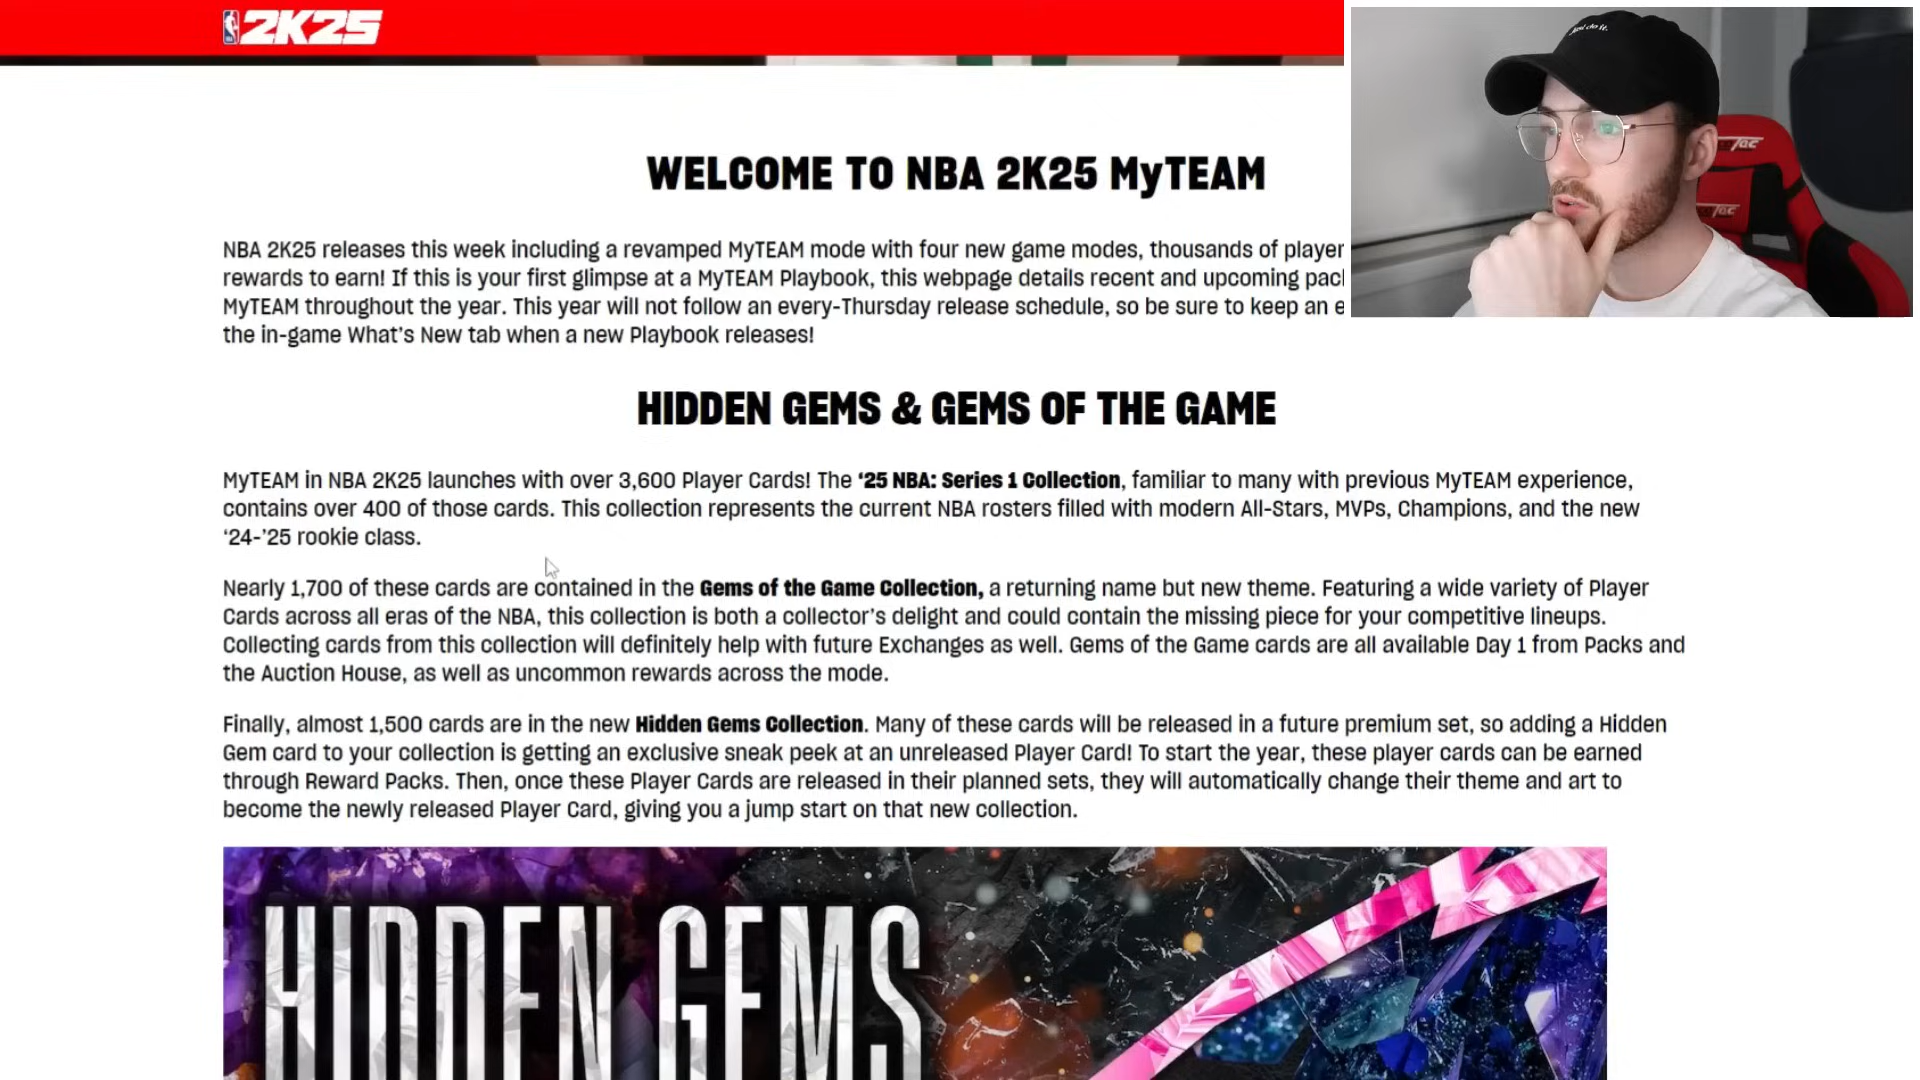 2K25
Just do it.
WELCOME TO NBA 2K25 MyTEAM
NBA 2K25 releases this week including a revamped MyTEAM mode with four new game modes, thousands of player
rewards to earn! If this is your first glimpse at a MyTEAM Playbook, this webpage details recent and upcoming
MyTEAM throughout the year. This year will not follow an every-Thursday release schedule, so be sure to keep an
the in-game What’s New tab when a new Playbook releases!
HIDDEN GEMS & GEMS OF THE GAME
MyTEAM in NBA 2K25 launches with over 3,600 Player Cards! The ‘25 NBA: Series 1 Collection, familiar to many with previous MyTEAM experience,
contains over 400 of those cards. This collection represents the current NBA rosters filled with modern All-Stars, MVPs, Champions, and the new
‘24-’25 rookie class.
Nearly 1,700 of these cards are contained in the Gems of the Game Collection, a returning name but new theme. Featuring a wide variety of Player
Cards across all eras of the NBA, this collection is both a collector’s delight and could contain the missing piece for your competitive lineups.
Collecting cards from this collection will definitely help with future Exchanges as well. Gems of the Game cards are all available Day 1 from Packs and
the Auction House, as well as uncommon rewards across the mode.
Finally, almost 1,500 cards are in the new Hidden Gems Collection. Many of these cards will be released in a future premium set, so adding a Hidden
Gem card to your collection is getting an exclusive sneak peek at an unreleased Player Card! To start the year, these player cards can be earned
through Reward Packs. Then, once these Player Cards are released in their planned sets, they will automatically change their theme and art to
become the newly released Player Card, giving you a jump start on that new collection.
HIDDEN GEMS